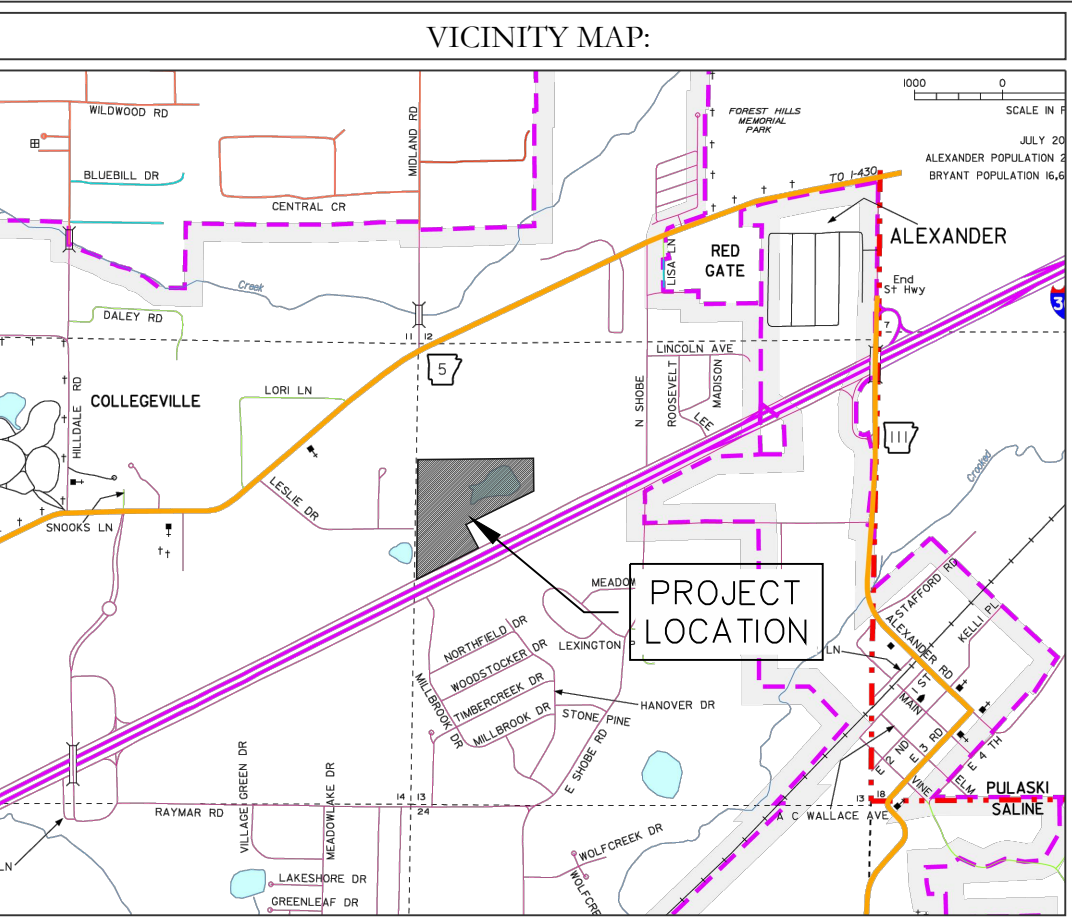 VICINITY MAP:
WILDWOOD RD
BLUEBILL DR
CENTRAL CR
MIDLAND RD
FOREST HILLS
MEMORIAL
PARK
1000 0
SCALE IN F
JULY 20
ALEXANDER POPULATION 2
BRYANT POPULATION 16,6
TO I-430
ALEXANDER
RED
GATE
LISA LN
End
St Hwy
3
7
Creek
DALEY RD
11 12
5
LINCOLN AVE
N SHOBE
ROOSEVELT
MADISON
LEE
HILLDALE RD
COLLEGEVILLE
LORI LN
LESLIE DR
SNOOKS LN
111
Crooked
PROJECT
LOCATION
MEADOW
LEXINGTON P
NORTHFIELD DR
WOODSTOCKER DR
TIMBERCREEK DR
MILLBROOK DR
MILLBROOK DR
HANOVER DR
STONE PINE
E SHOBE RD
STAFFORD RD
KELLI PL
ALEXANDER RD
LN
1 ST
MAIN
E 2 ND
E 3 RD
E 4 TH
VINE
ELM
PULASKI
SALINE
VILLAGE GREEN DR
MEADOWLAKE DR
RAYMAR RD
14 13
24
13 18
A C WALLACE AVE
LN
LAKESHORE DR
GREENLEAF DR
WOLFCREEK DR
WOLFCRE